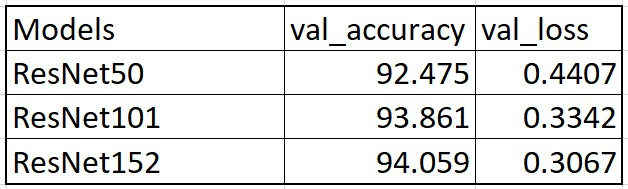 Models val_accuracy val_loss
ResNet50 92.475 0.4407
ResNet101 93.861 0.3342
ResNet152 94.059 0.3067